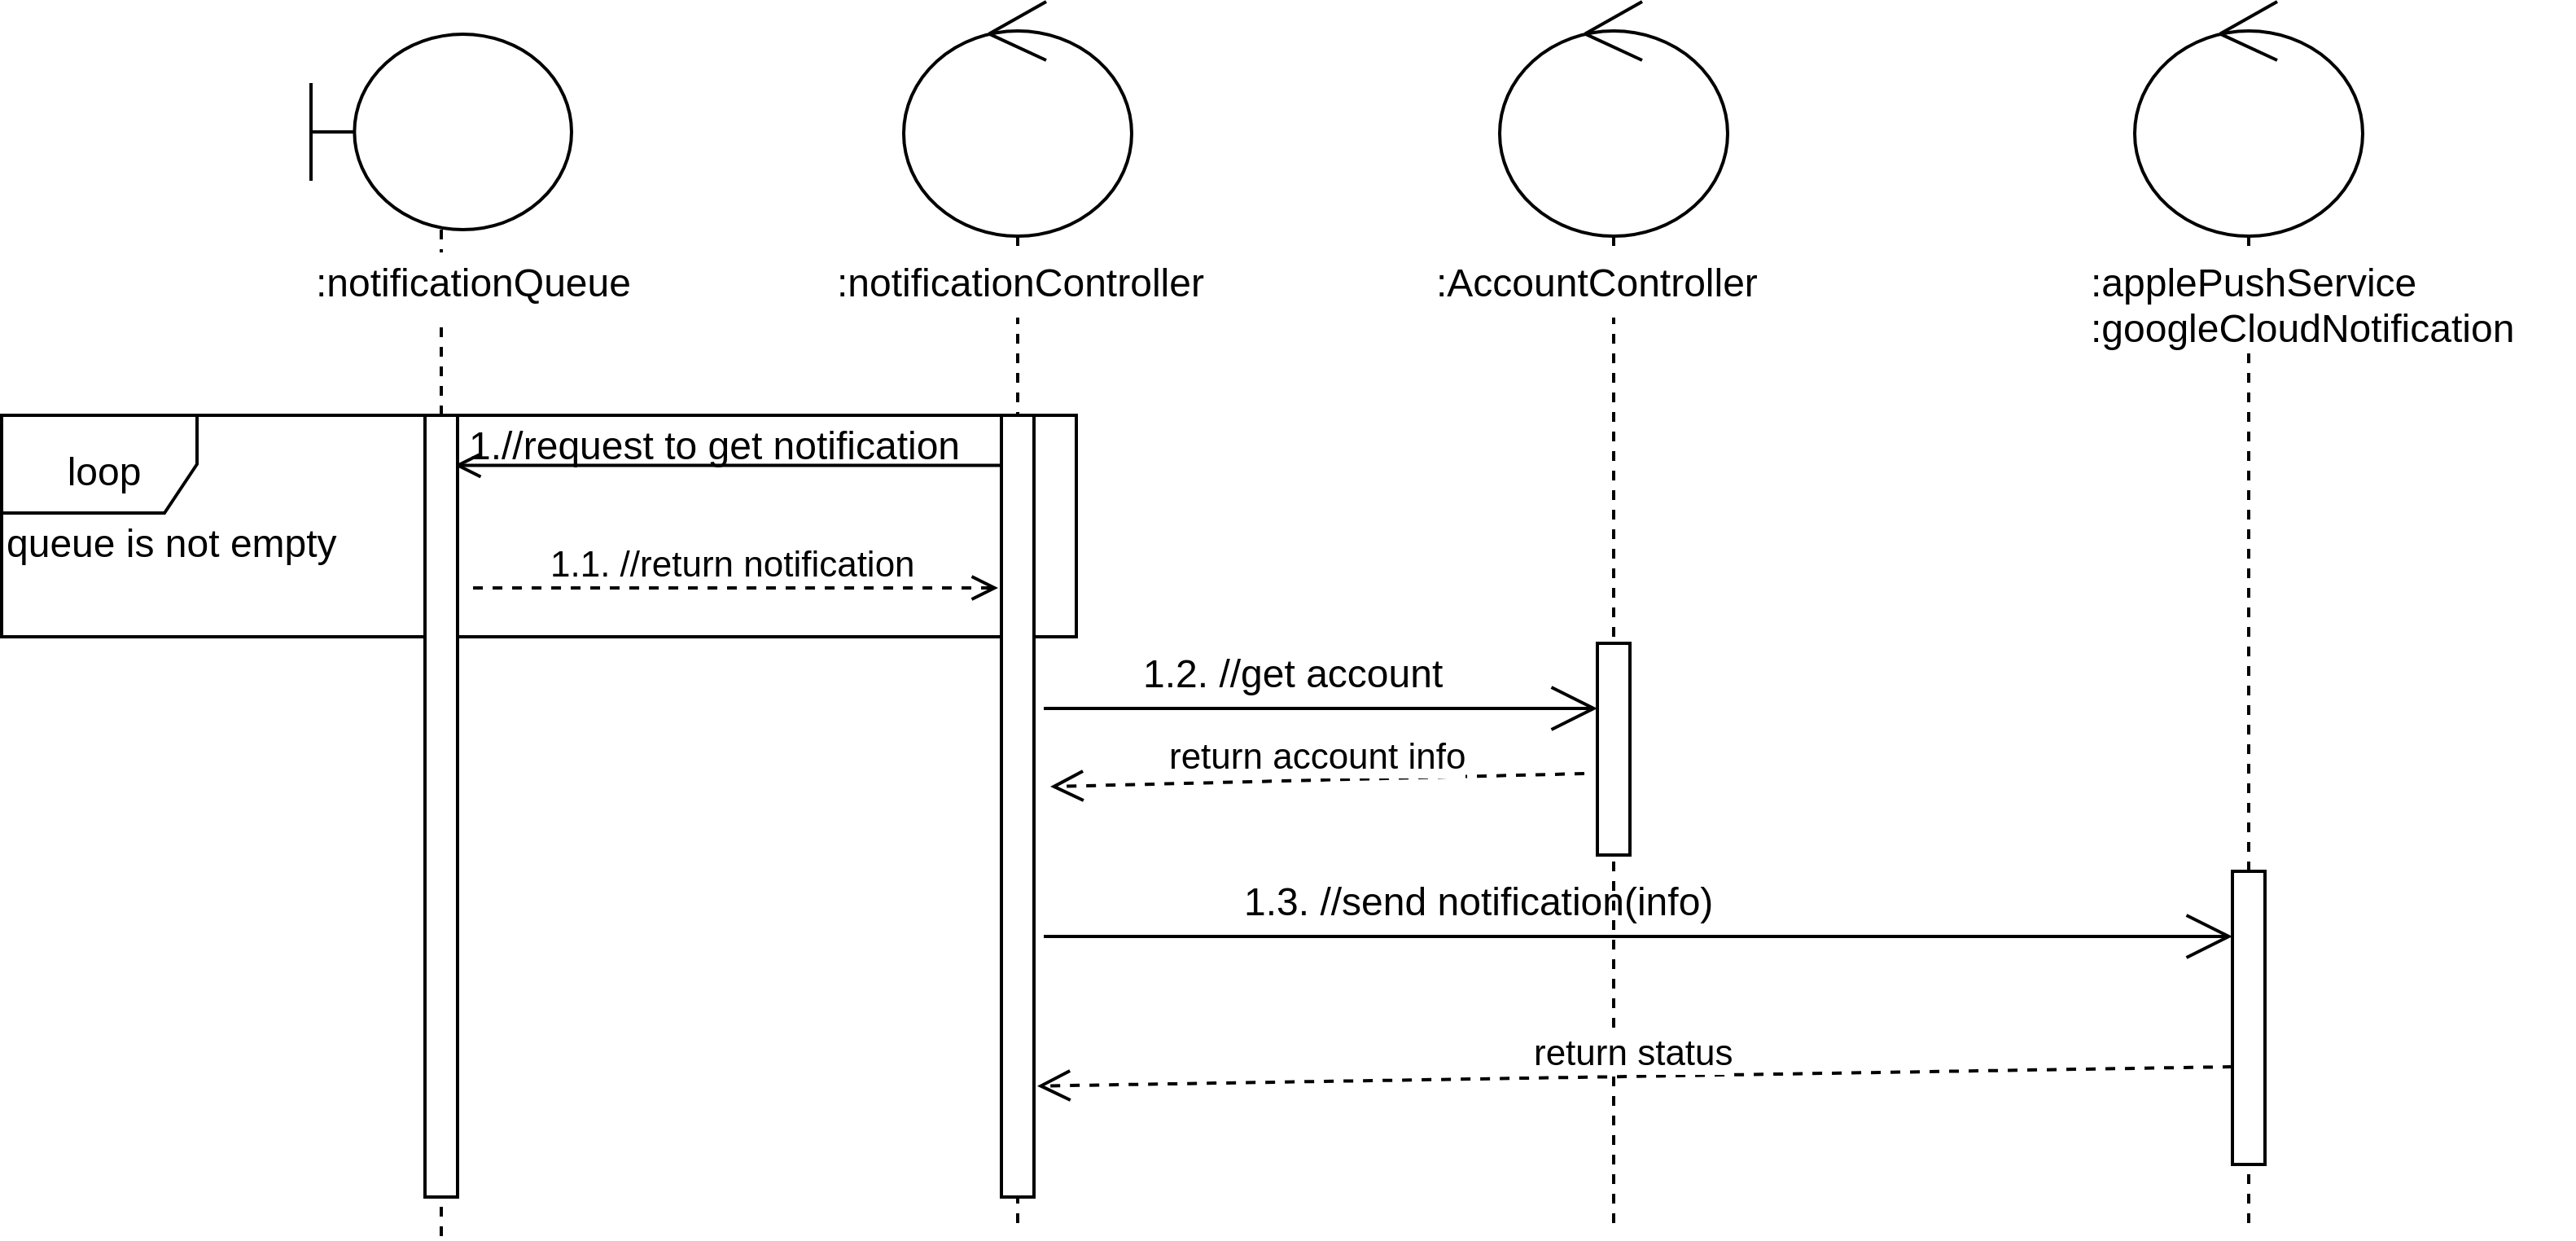 :notificationQueue
:notificationController
:AccountController
:applePushService
:googleCloudNotification
loop
1.//request to get notification
queue is not empty
1.1. //return notification
1.2. //get account
return account info
1.3. //send notification(info)
return status